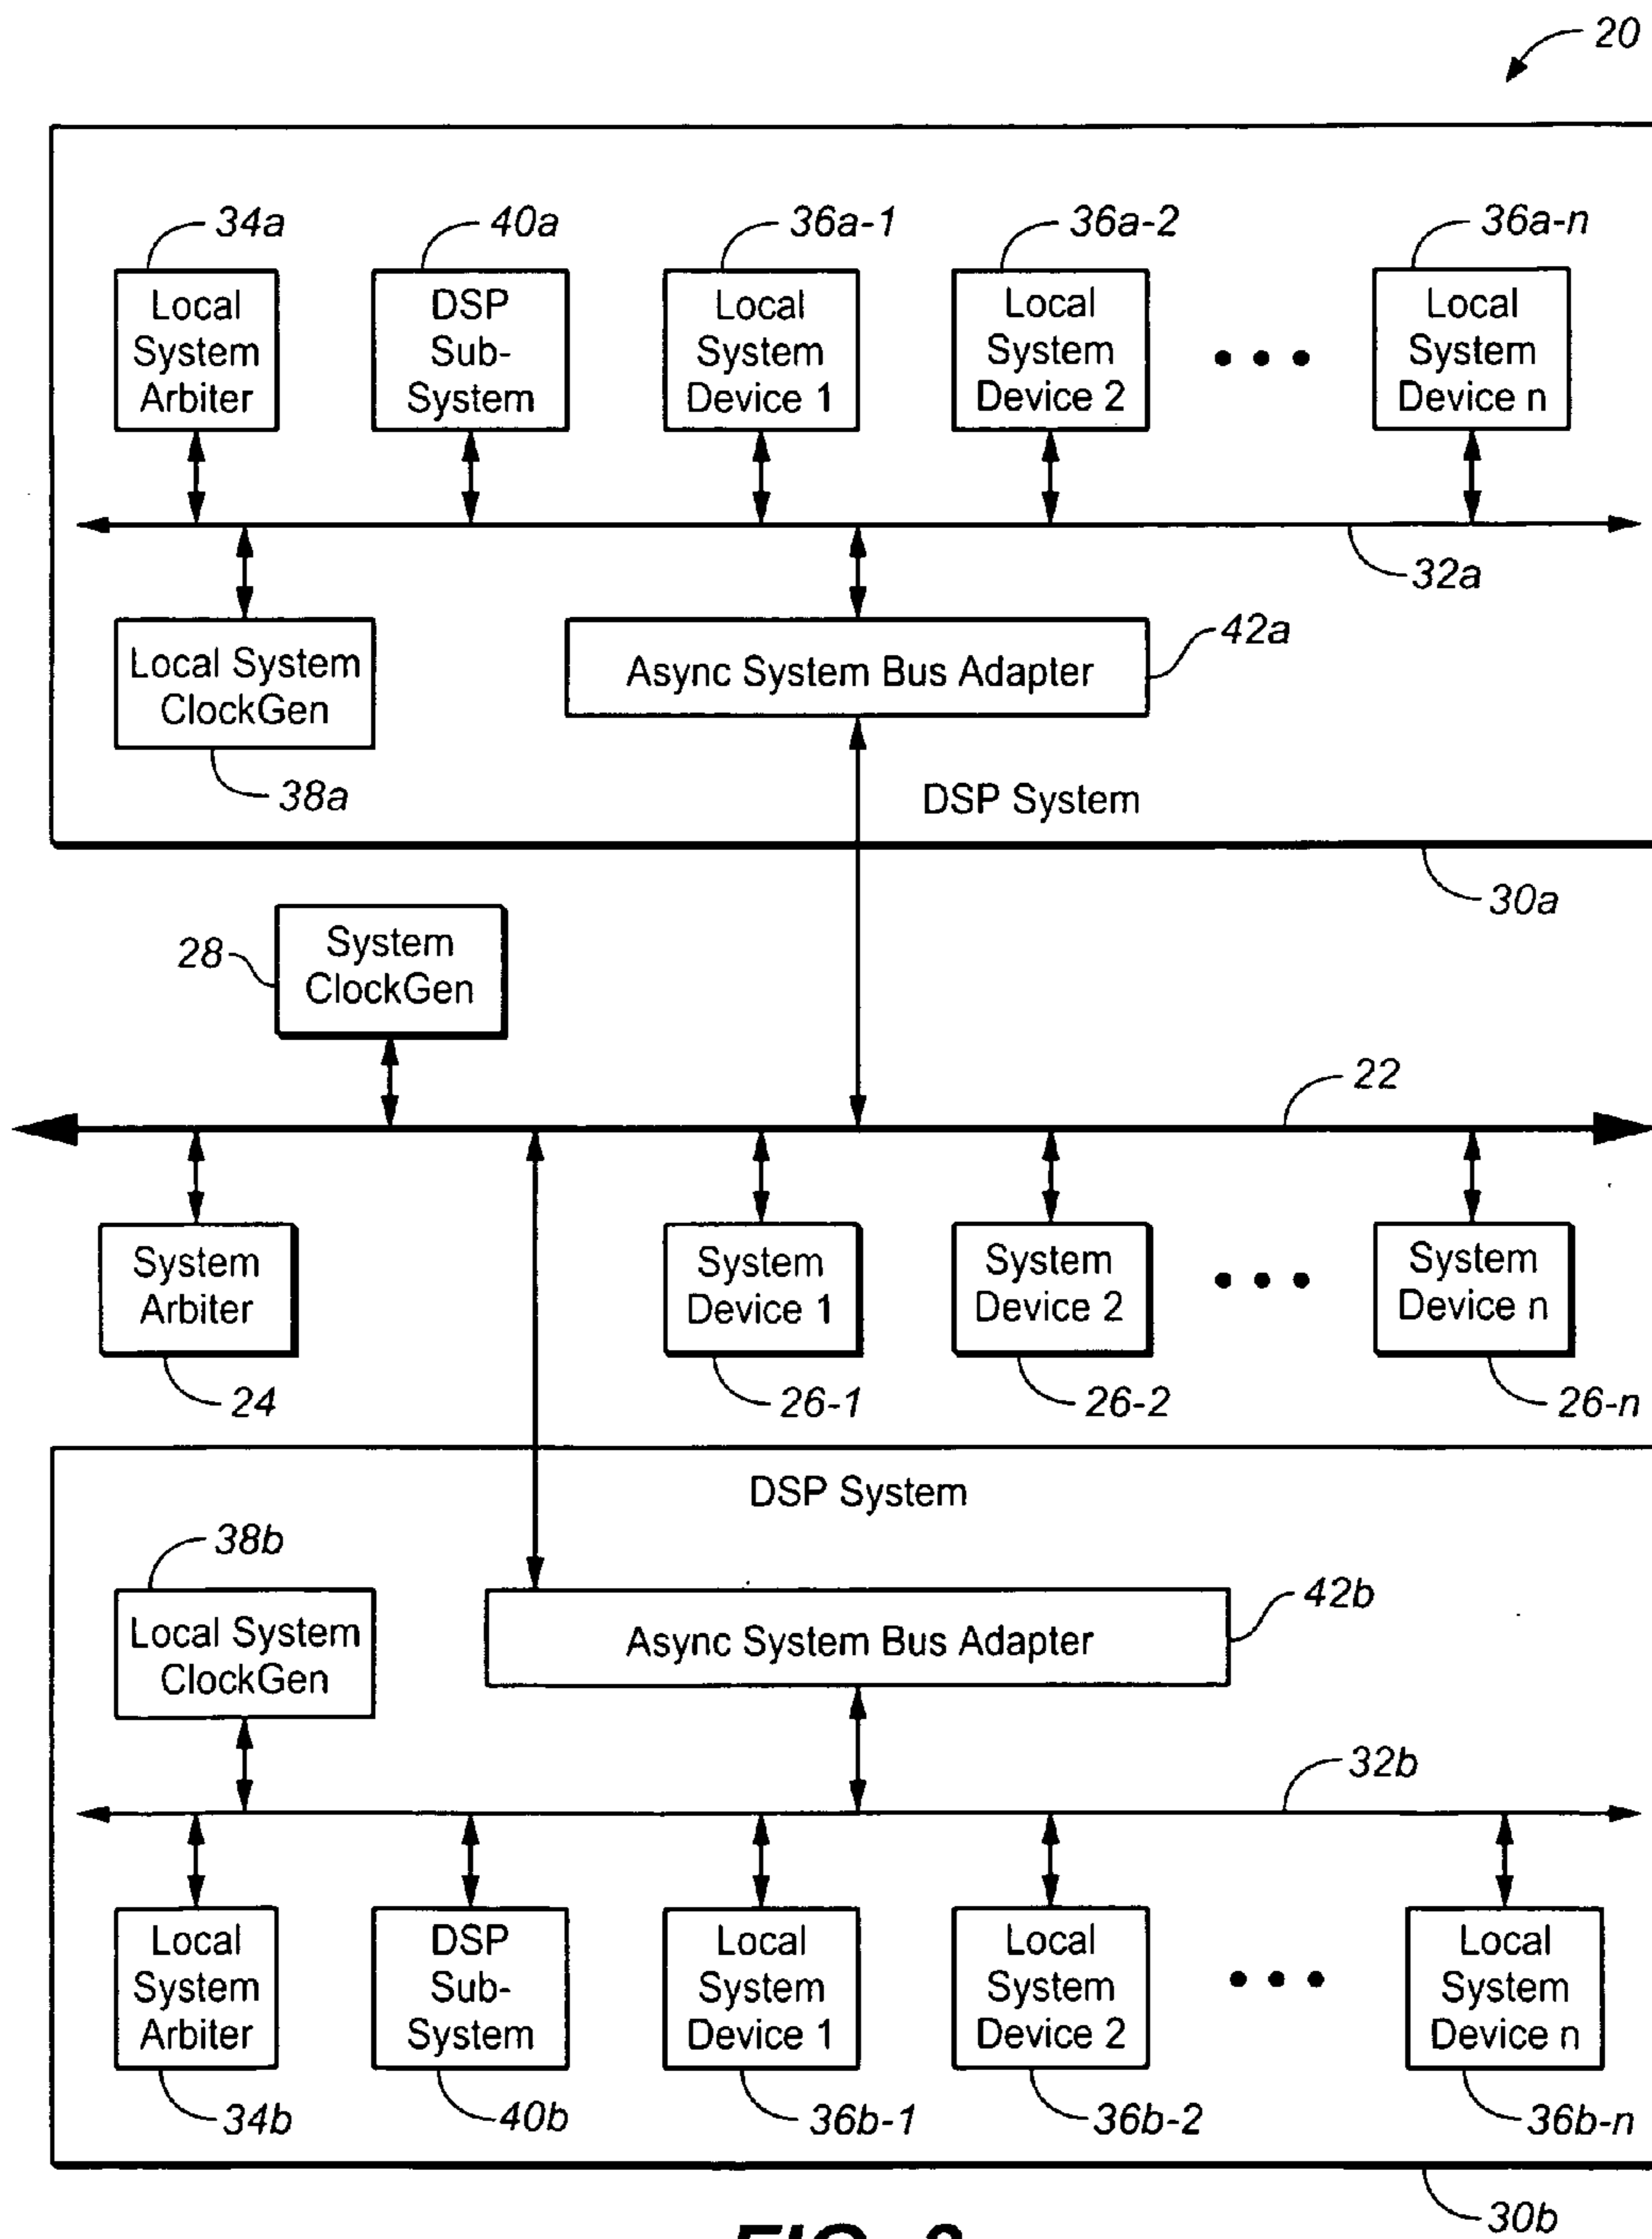 20
34a
40a
36a-1
36a-2
36a-n
Local
System
Arbiter
DSP
Sub-
System
Local
System
Device 1
Local
System
Device 2
• • •
Local
System
Device n
32a
Local System
ClockGen
Async System Bus Adapter
42a
38a
DSP System
30a
28
System
ClockGen
22
System
Arbiter
System
Device 1
System
Device 2
• • •
System
Device n
24
26-1
26-2
26-n
DSP System
38b
Local System
ClockGen
Async System Bus Adapter
42b
32b
Local
System
Arbiter
DSP
Sub-
System
Local
System
Device 1
Local
System
Device 2
• • •
Local
System
Device n
34b
40b
36b-1
36b-2
36b-n
30b
FIG.